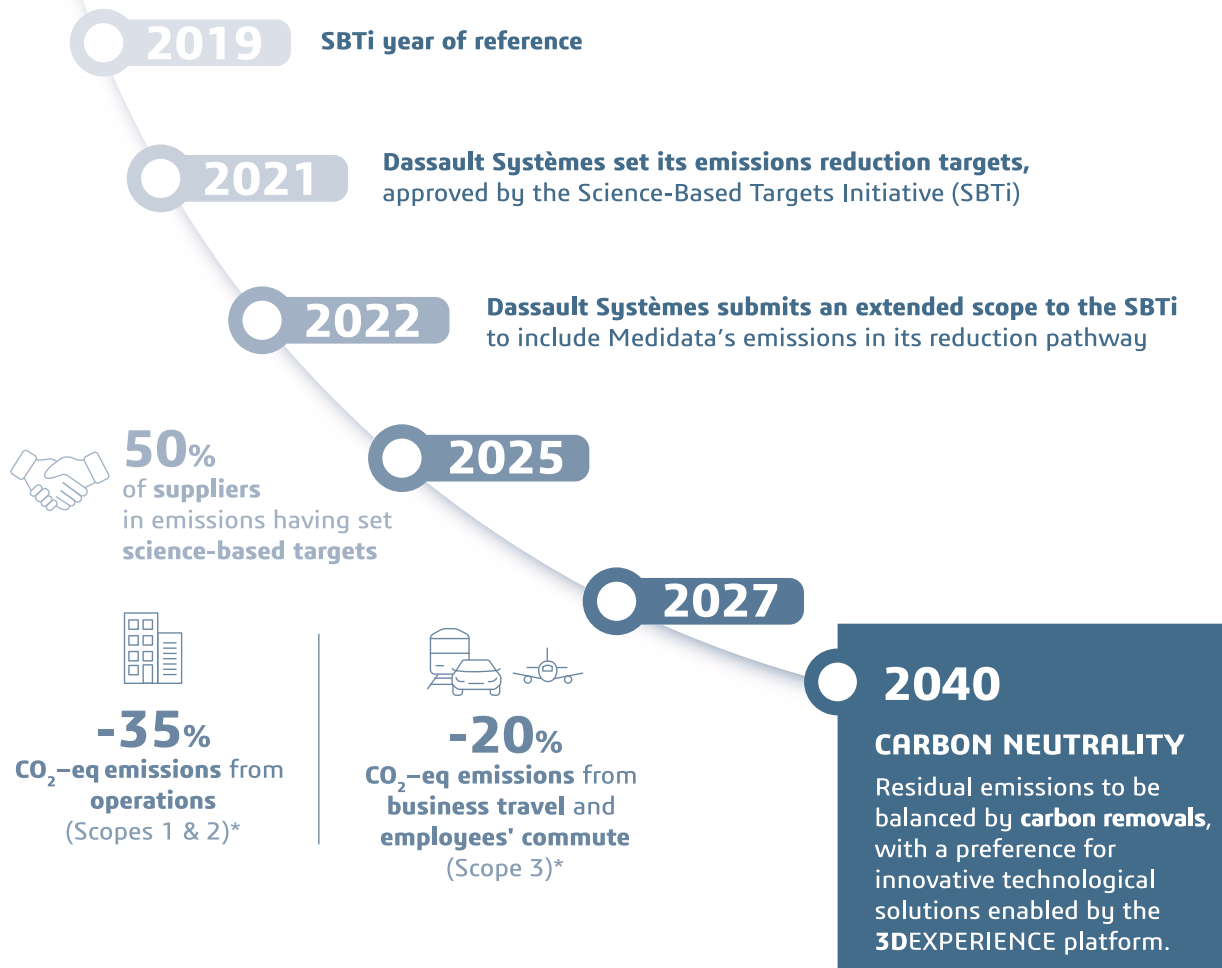 2019
SBTi year of reference
2021
Dassault Systèmes set its emissions reduction targets,
approved by the Science-Based Targets Initiative (SBTi)
2022
Dassault Systèmes submits an extended scope to the SBTi
to include Medidata's emissions in its reduction pathway
2025
50%
of suppliers
in emissions having set
science-based targets
2027
-35%
CO₂–eq emissions from
operations
(Scopes 1 & 2)*
-20%
CO₂–eq emissions from
business travel and
employees' commute
(Scope 3)*
2040
CARBON NEUTRALITY
Residual emissions to be
balanced by carbon removals,
with a preference for
innovative technological
solutions enabled by the
3DEXPERIENCE platform.